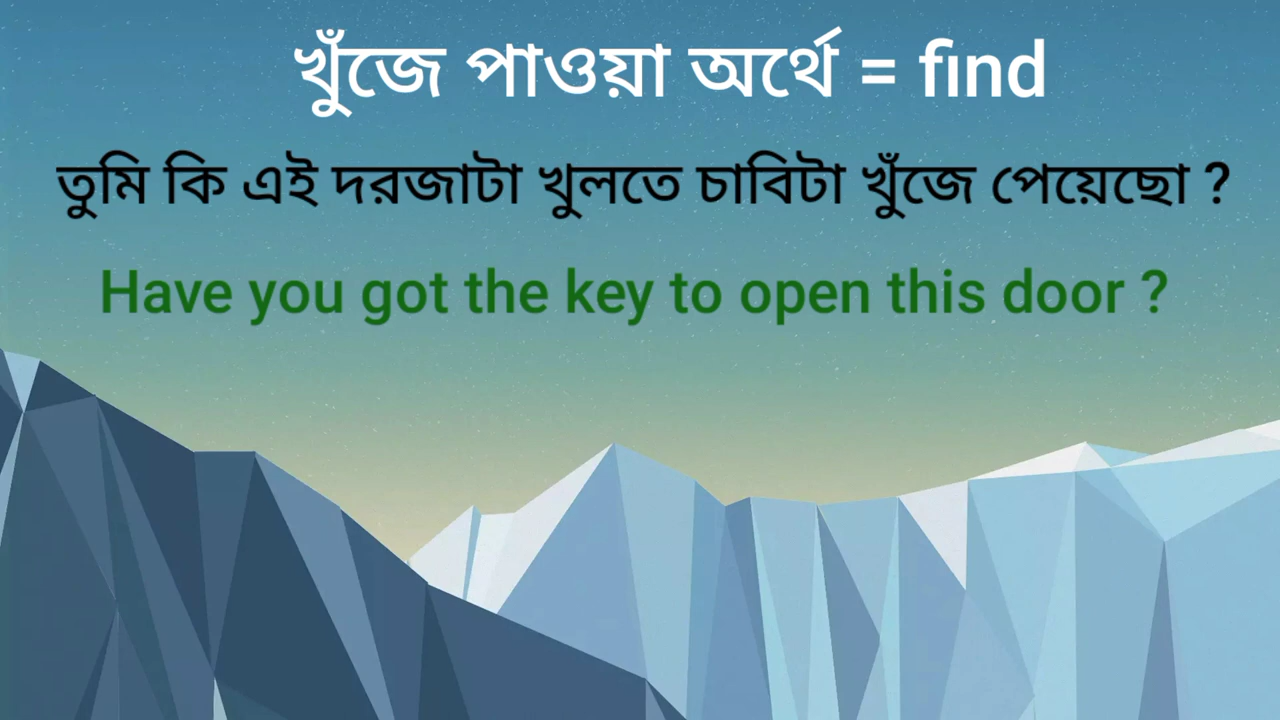 খুঁজে পাওয়া অর্থে = find
তুমি কি এই দরজাটা খুলতে চাবিটা খুঁজে পেয়েছো ?
Have you got the key to open this door ?